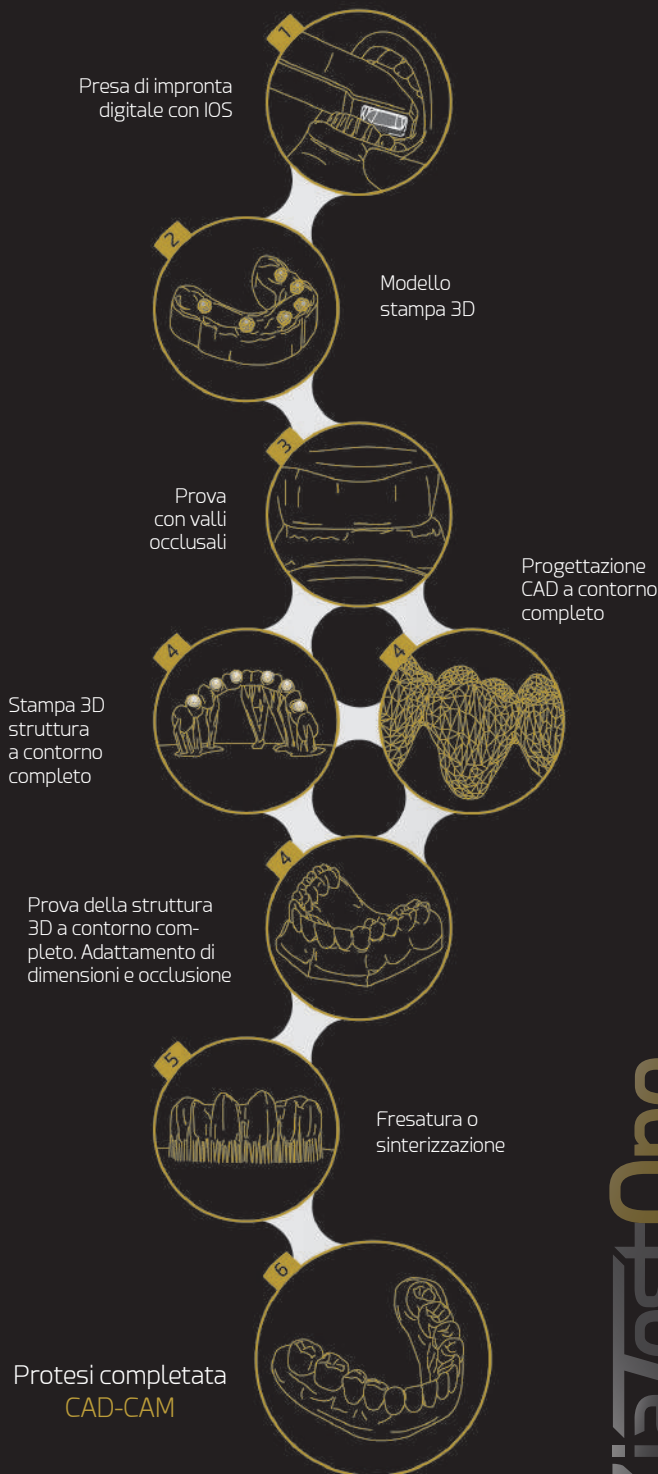 1
Presa di impronta
digitale con IOS
2
Modello
stampa 3D
3
Prova
con valli
occlusali
Progettazione
CAD a contorno
completo
4
4
Stampa 3D
struttura
a contorno
completo
4
Prova della struttura
3D a contorno com-
pleto. Adattamento di
dimensioni e occlusione
5
Fresatura o
sinterizzazione
6
Protesi completata
CAD-CAM